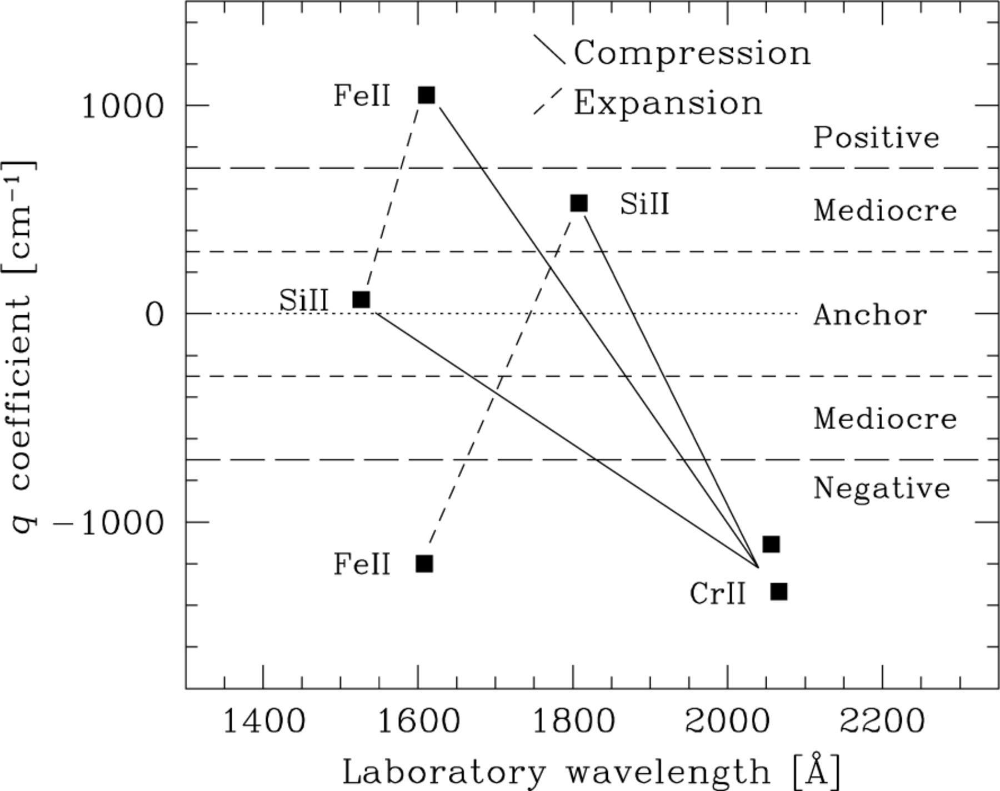 Compression
FeII
1000
Expansion
Positive
SiII
Mediocre
SiII
0
Anchor
q coefficient [cm⁻¹]
Mediocre
Negative
−1000
FeII
CrII
1400 1600 1800 2000 2200
Laboratory wavelength [Å]